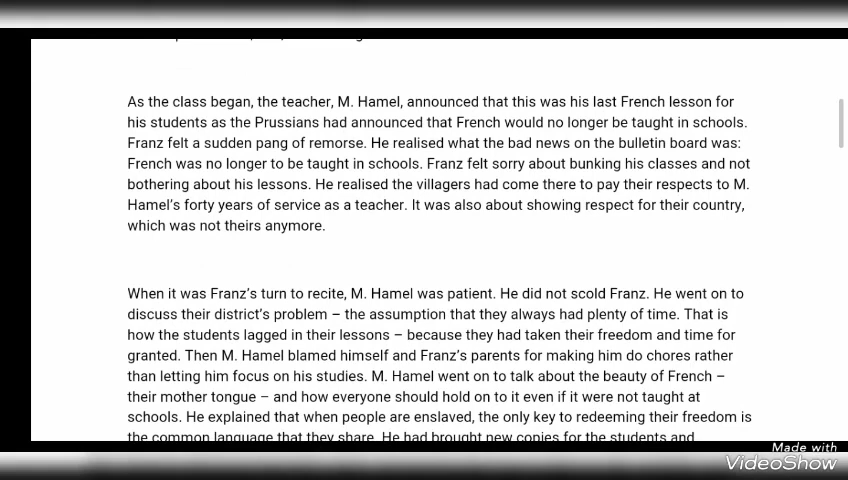 As the class began, the teacher, M. Hamel, announced that this was his last French lesson for
his students as the Prussians had announced that French would no longer be taught in schools.
Franz felt a sudden pang of remorse. He realised what the bad news on the bulletin board was:
French was no longer to be taught in schools. Franz felt sorry about bunking his classes and not
bothering about his lessons. He realised the villagers had come there to pay their respects to M.
Hamel's forty years of service as a teacher. It was also about showing respect for their country,
which was not theirs anymore.
When it was Franz's turn to recite, M. Hamel was patient. He did not scold Franz. He went on to
discuss their district's problem – the assumption that they always had plenty of time. That is
how the students lagged in their lessons – because they had taken their freedom and time for
granted. Then M. Hamel blamed himself and Franz's parents for making him do chores rather
than letting him focus on his studies. M. Hamel went on to talk about the beauty of French –
their mother tongue – and how everyone should hold on to it even if it were not taught at
schools. He explained that when people are enslaved, the only key to redeeming their freedom is
the common language that they share. He had brought new copies for the students and
Made with
VideoShow